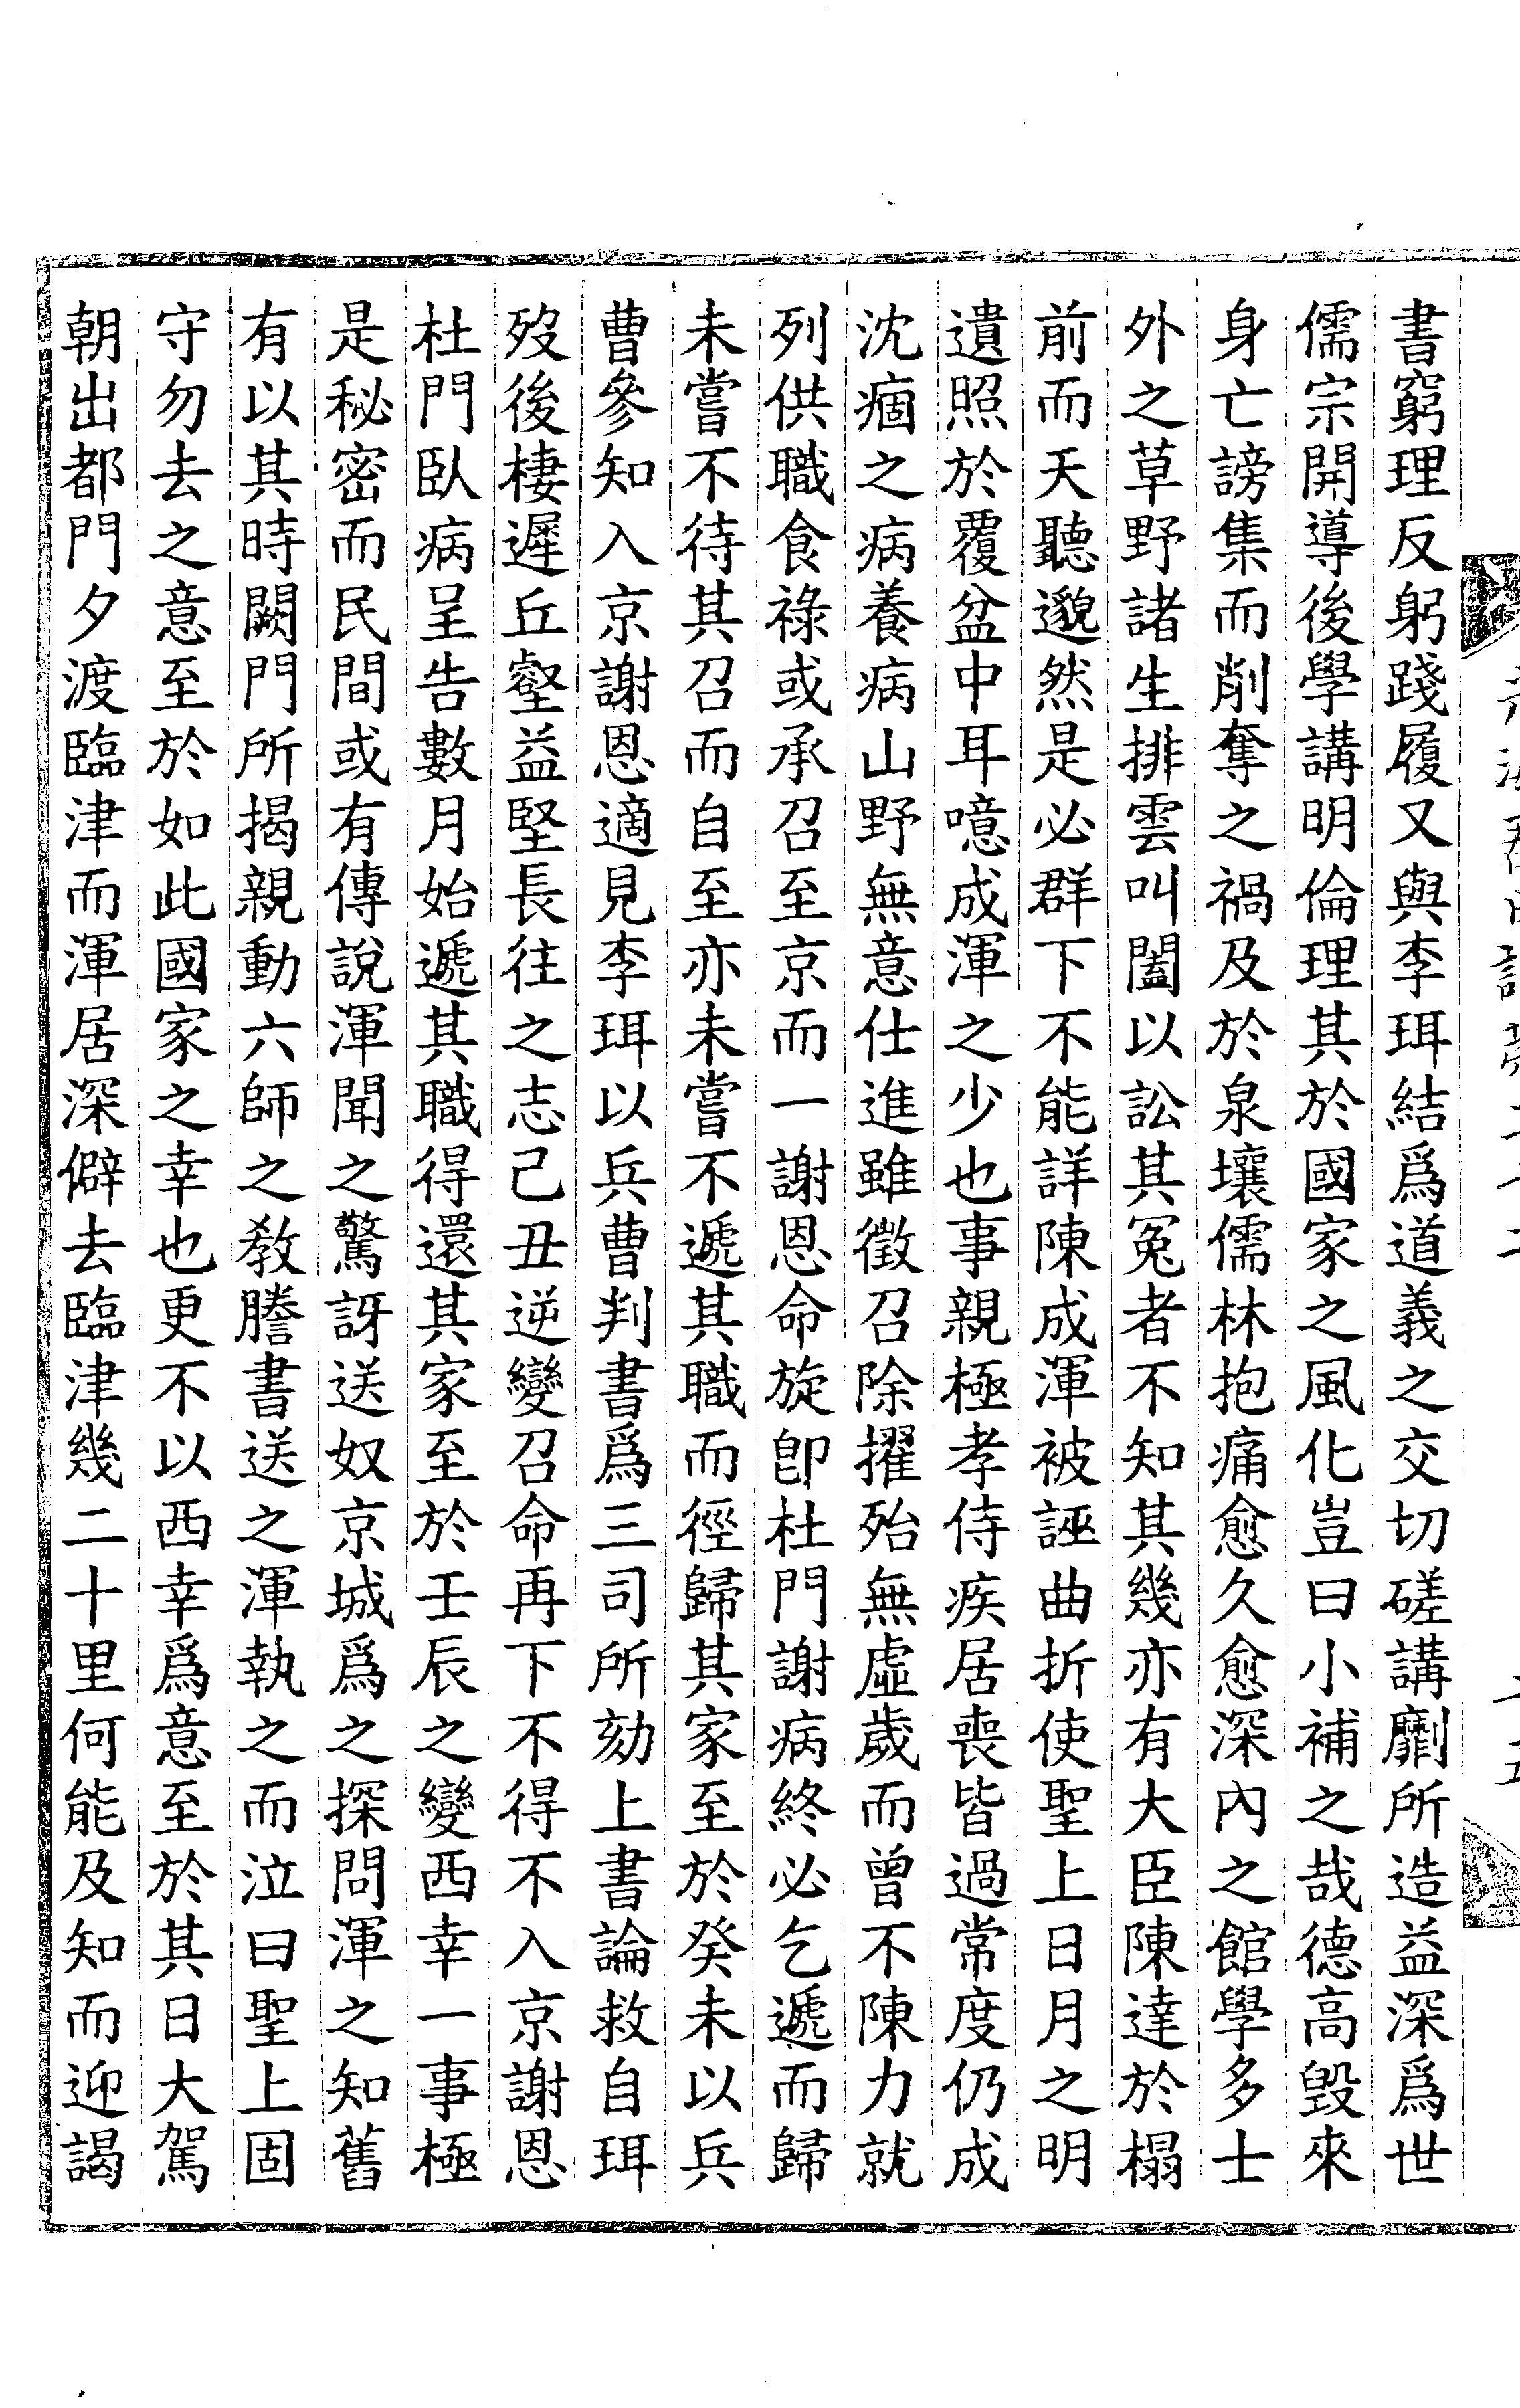 書窮理反躬踐履又與李珥結爲道義之交切磋講劘所造益深爲世
儒宗開導後學講明倫理其於國家之風化豈曰小補之哉德高毀來
身亡謗集而削奪之禍及於泉壤儒林抱痛愈久愈深內之館學多士
外之草野諸生排雲叫閽以訟其冤者不知其幾亦有大臣陳達於榻
前而天聽邈然是必群下不能詳陳成渾被誣曲折使聖上日月之明
遺照於覆盆中耳噫成渾之少也事親極孝侍疾居喪皆過常度仍成
沈痼之病養病山野無意仕進雖徵召除擢殆無虛歲而曾不陳力就
列供職食祿或承召至京而一謝恩命旋卽杜門謝病終必乞遞而歸
未嘗不待其召而自至亦未嘗不遞其職而徑歸其家至於癸未以兵
曹參知入京謝恩適見李珥以兵曹判書爲三司所劾上書論救自珥
歿後棲遲丘壑益堅長往之志己丑逆變召命再下不得不入京謝恩
杜門臥病呈告數月始遞其職得還其家至於壬辰之變西幸一事極
是秘密而民間或有傳說渾聞之驚訝送奴京城爲之探問渾之知舊
有以其時闕門所揭親動六師之教謄書送之渾執之而泣曰聖上固
守勿去之意至於如此國家之幸也更不以西幸爲意至於其日大駕
朝出都門夕渡臨津而渾居深僻去臨津幾二十里何能及知而迎謁